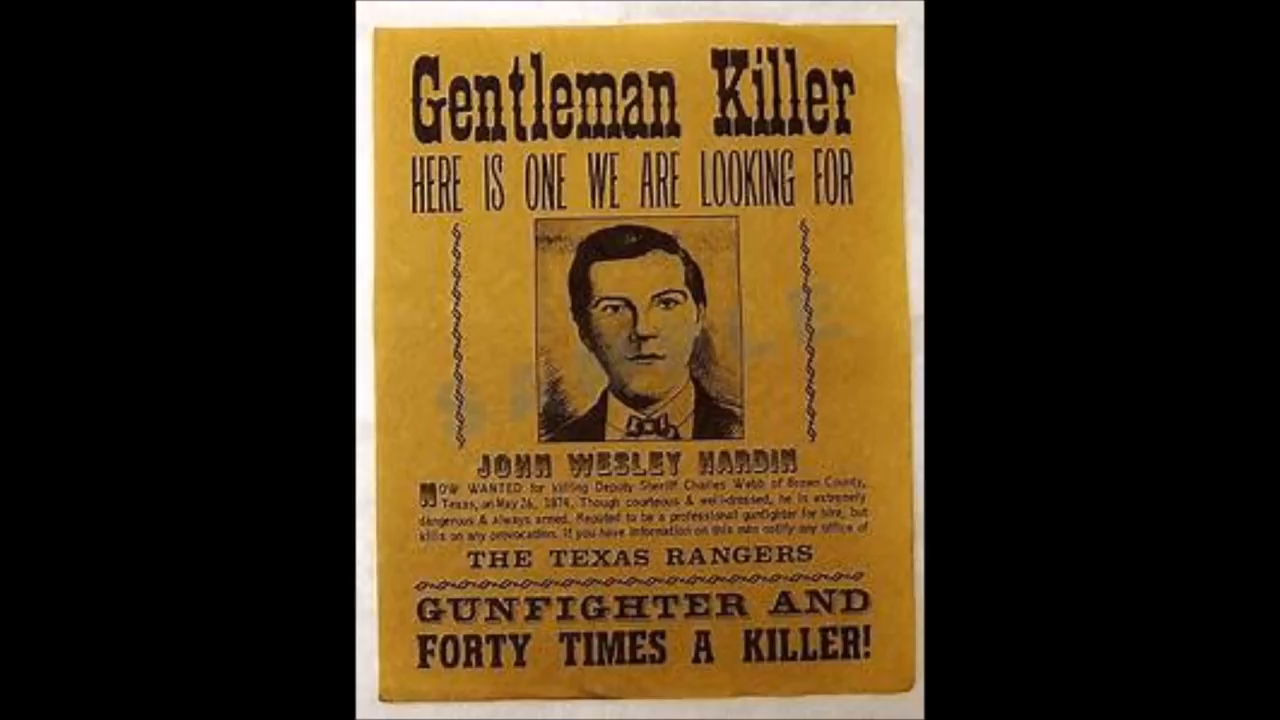 Gentleman Killer
HERE IS ONE WE ARE LOOKING FOR
SAMPLE
JOHN WESLEY HARDIN
NOW WANTED for killing Deputy Sheriff Charles Webb of Brown County,
Texas, on May 26, 1874. Though courteous & well-dressed, he is extremely
dangerous & always armed. Reputed to be a professional gunfighter for hire, but
kills on any provocation. If you have information on this man notify any office of
THE TEXAS RANGERS
GUNFIGHTER AND
FORTY TIMES A KILLER!